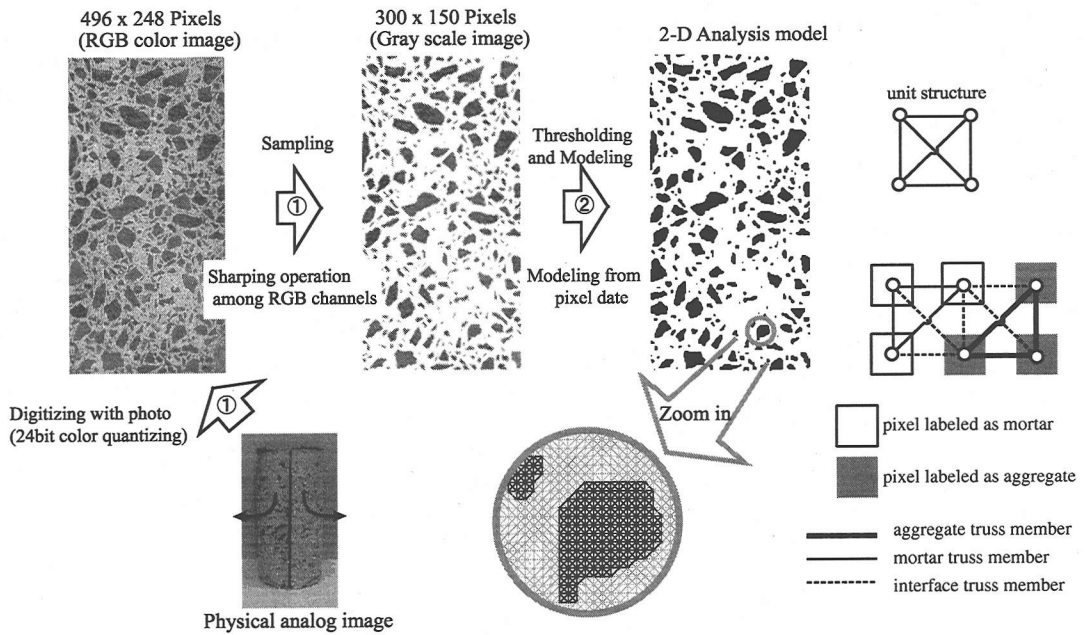 496 x 248 Pixels
(RGB color image)
300 x 150 Pixels
(Gray scale image)
2-D Analysis model
unit structure
Sampling
①
Sharping operation
among RGB channels
Thresholding
and Modeling
②
Modeling from
pixel date
Digitizing with photo
(24bit color quantizing)
①
Zoom in
Physical analog image
pixel labeled as mortar
pixel labeled as aggregate
aggregate truss member
mortar truss member
interface truss member